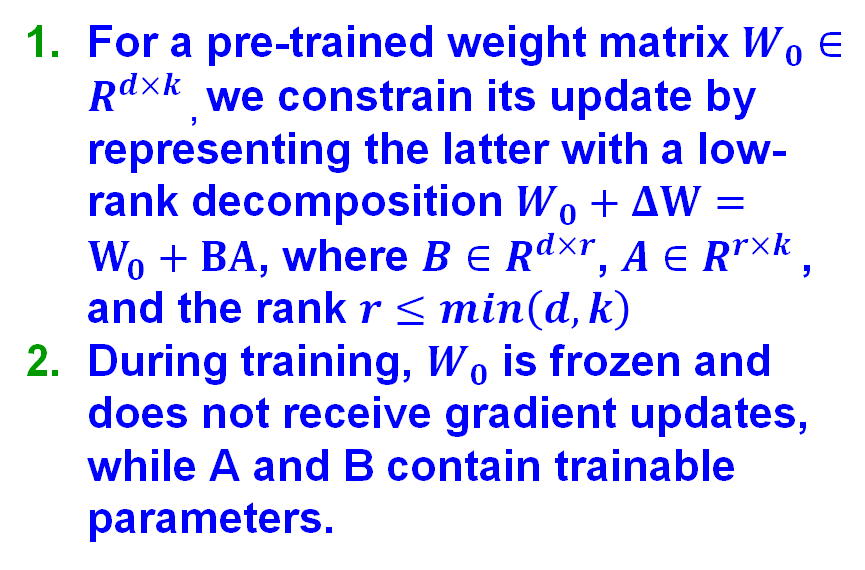 1. For a pre-trained weight matrix W₀ ∈
R^{d×k} , we constrain its update by
representing the latter with a low-
rank decomposition W₀ + ΔW =
W₀ + BA, where B ∈ R^{d×r}, A ∈ R^{r×k} ,
and the rank r ≤ min(d, k)
2. During training, W₀ is frozen and
does not receive gradient updates,
while A and B contain trainable
parameters.